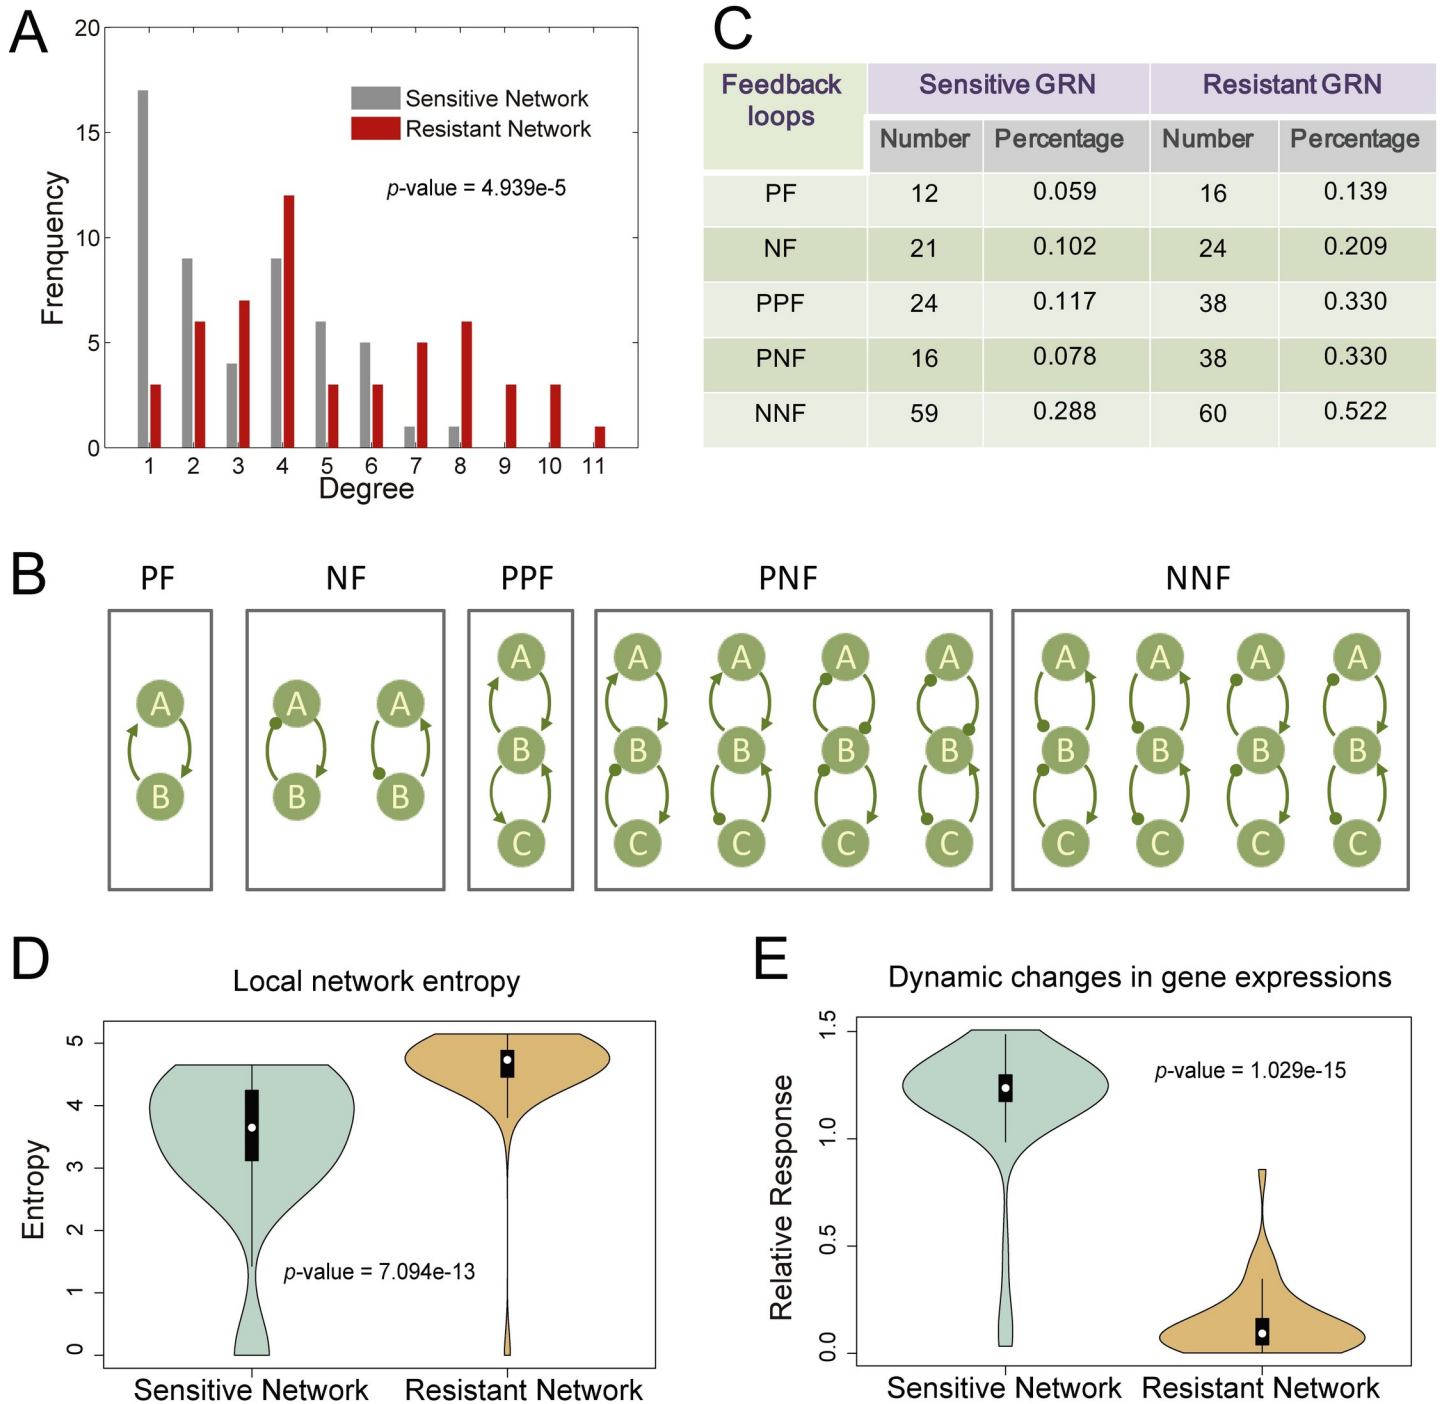 A
20
15
10
5
0
Frenquency
Sensitive Network
Resistant Network
p-value = 4.939e-5
1 2 3 4 5 6 7 8 9 10 11
Degree
C
Feedback loops Sensitive GRN Resistant GRN
Number Percentage Number Percentage
PF 12 0.059 16 0.139
NF 21 0.102 24 0.209
PPF 24 0.117 38 0.330
PNF 16 0.078 38 0.330
NNF 59 0.288 60 0.522
B
PF NF PPF PNF NNF
A A A A A A A A A A A A
B B B B B B B B B B B B
C C C C C C C C C
D
Local network entropy
5
4
3
2
1
0
Entropy
p-value = 7.094e-13
Sensitive Network Resistant Network
E
Dynamic changes in gene expressions
1.5
1.0
0.5
0.0
Relative Response
p-value = 1.029e-15
Sensitive Network Resistant Network